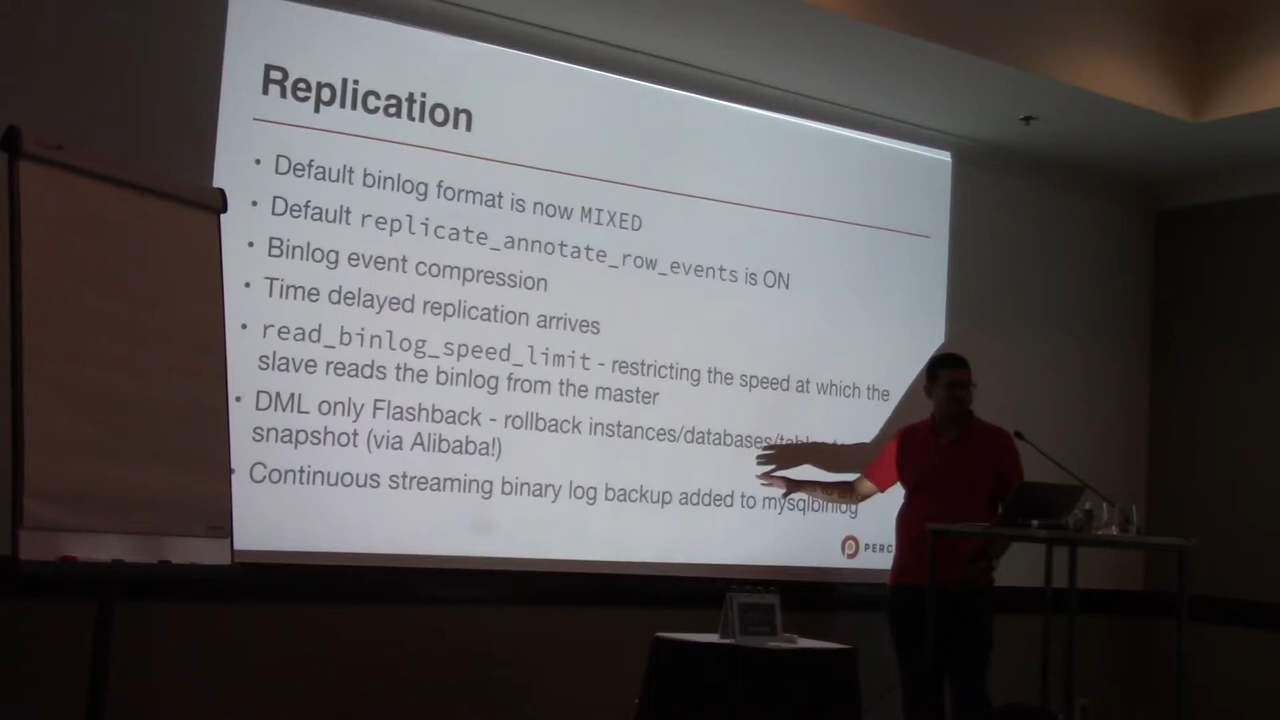 Replication
• Default binlog format is now MIXED
• Default replicate_annotate_row_events is ON
• Binlog event compression
• Time delayed replication arrives
• read_binlog_speed_limit - restricting the speed at which the
slave reads the binlog from the master
• DML only Flashback - rollback instances/databases/
snapshot (via Alibaba!)
• Continuous streaming binary log backup added to mysqlbinlog
PERC